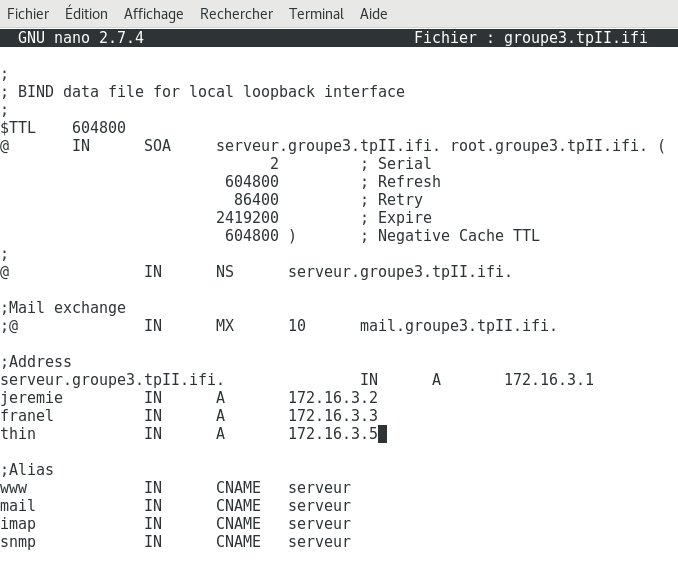 Fichier Édition Affichage Rechercher Terminal Aide
GNU nano 2.7.4 Fichier : groupe3.tpII.ifi
;
; BIND data file for local loopback interface
;
$TTL 604800
@ IN SOA serveur.groupe3.tpII.ifi. root.groupe3.tpII.ifi. (
2 ; Serial
604800 ; Refresh
86400 ; Retry
2419200 ; Expire
604800 ) ; Negative Cache TTL
;
@ IN NS serveur.groupe3.tpII.ifi.
;Mail exchange
;@ IN MX 10 mail.groupe3.tpII.ifi.
;Address
serveur.groupe3.tpII.ifi. IN A 172.16.3.1
jeremie IN A 172.16.3.2
franel IN A 172.16.3.3
thin IN A 172.16.3.5
;Alias
www IN CNAME serveur
mail IN CNAME serveur
imap IN CNAME serveur
snmp IN CNAME serveur